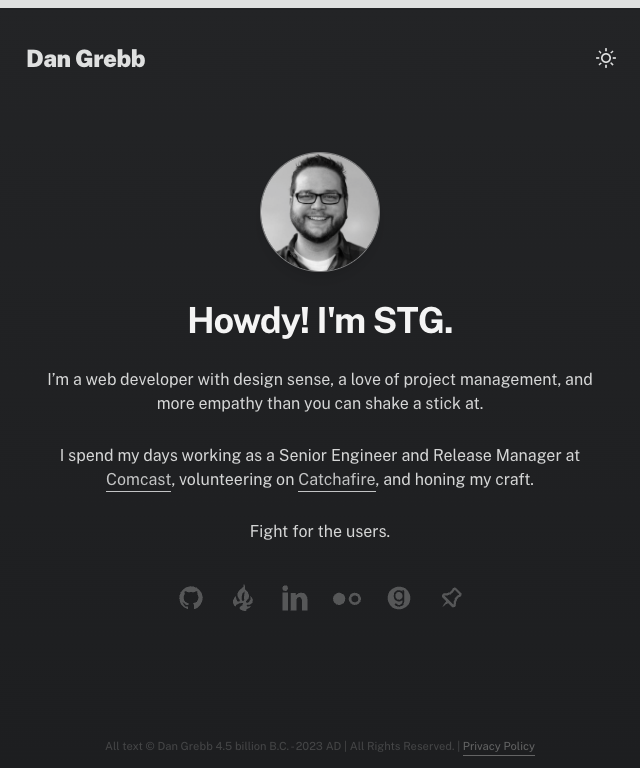 Dan Grebb
Howdy! I'm STG.
I’m a web developer with design sense, a love of project management, and
more empathy than you can shake a stick at.
I spend my days working as a Senior Engineer and Release Manager at
Comcast, volunteering on Catchafire, and honing my craft.
Fight for the users.
All text © Dan Grebb 4.5 billion B.C. - 2023 AD | All Rights Reserved. | Privacy Policy